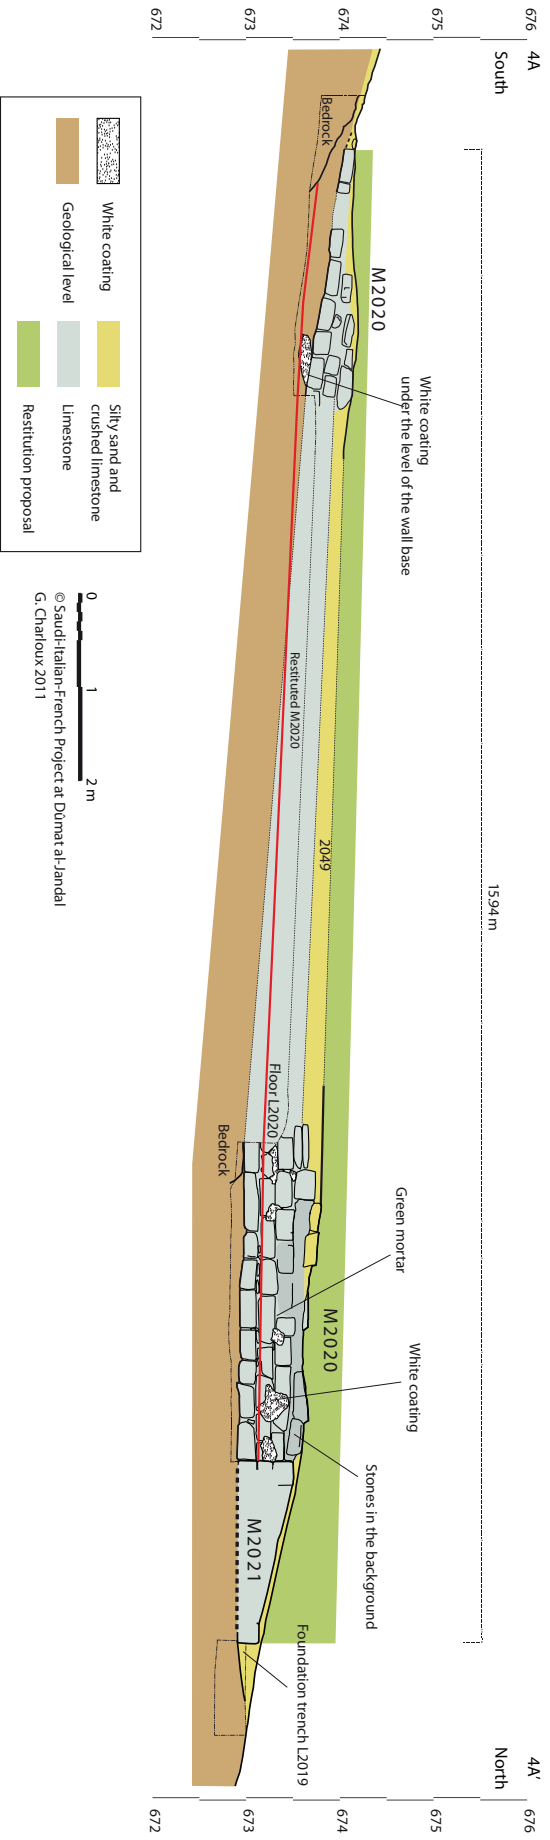 4A
South
672
673
674
675
676
Bedrock
M2020
White coating
under the level of the wall base
15.94 m
Restituted M2020
2049
Floor L2020
Bedrock
Green mortar
M2020
White coating
Stones in the background
M2021
Foundation trench L2019
4A'
North
672
673
674
675
676
White coating
Geological level
Silty sand and
crushed limestone
Limestone
Restitution proposal
0
1
2 m
© Saudi-Italian-French Project at Dûmat al-Jandal
G. Charloux 2011